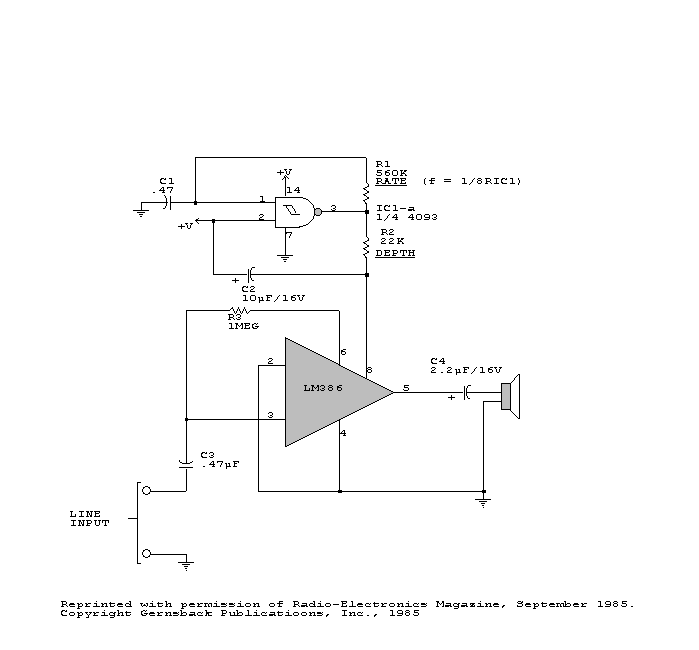 R1
560K
RATE (f = 1/8RIC1)
+V
14
C1
.47
1
2
3
7
+V
IC1-a
1/4 4093
R2
22K
DEPTH
+
C2
10µF/16V
R3
1MEG
6
8
2
LM386
5
3
4
C4
2.2µF/16V
+
C3
.47µF
LINE
INPUT
Reprinted with permission of Radio-Electronics Magazine, September 1985.
Copyright Gernsback Publicatioons, Inc., 1985